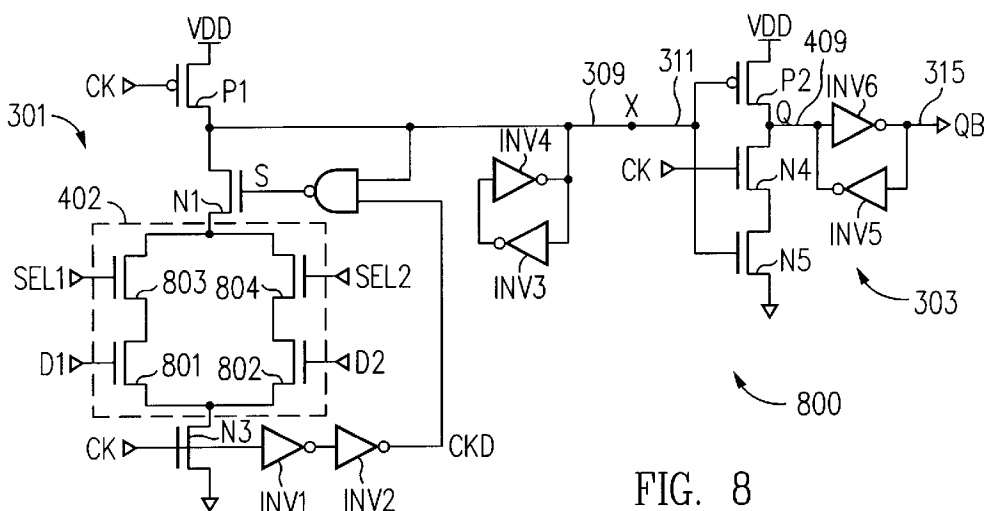 VDD
CK
P1
301
309
X
311
VDD
P2
409
Q
INV6
315
QB
S
N1
402
INV4
INV3
CK
N4
INV5
N5
303
SEL1
803
804
SEL2
D1
801
802
D2
800
CK
N3
INV1
INV2
CKD
FIG. 8